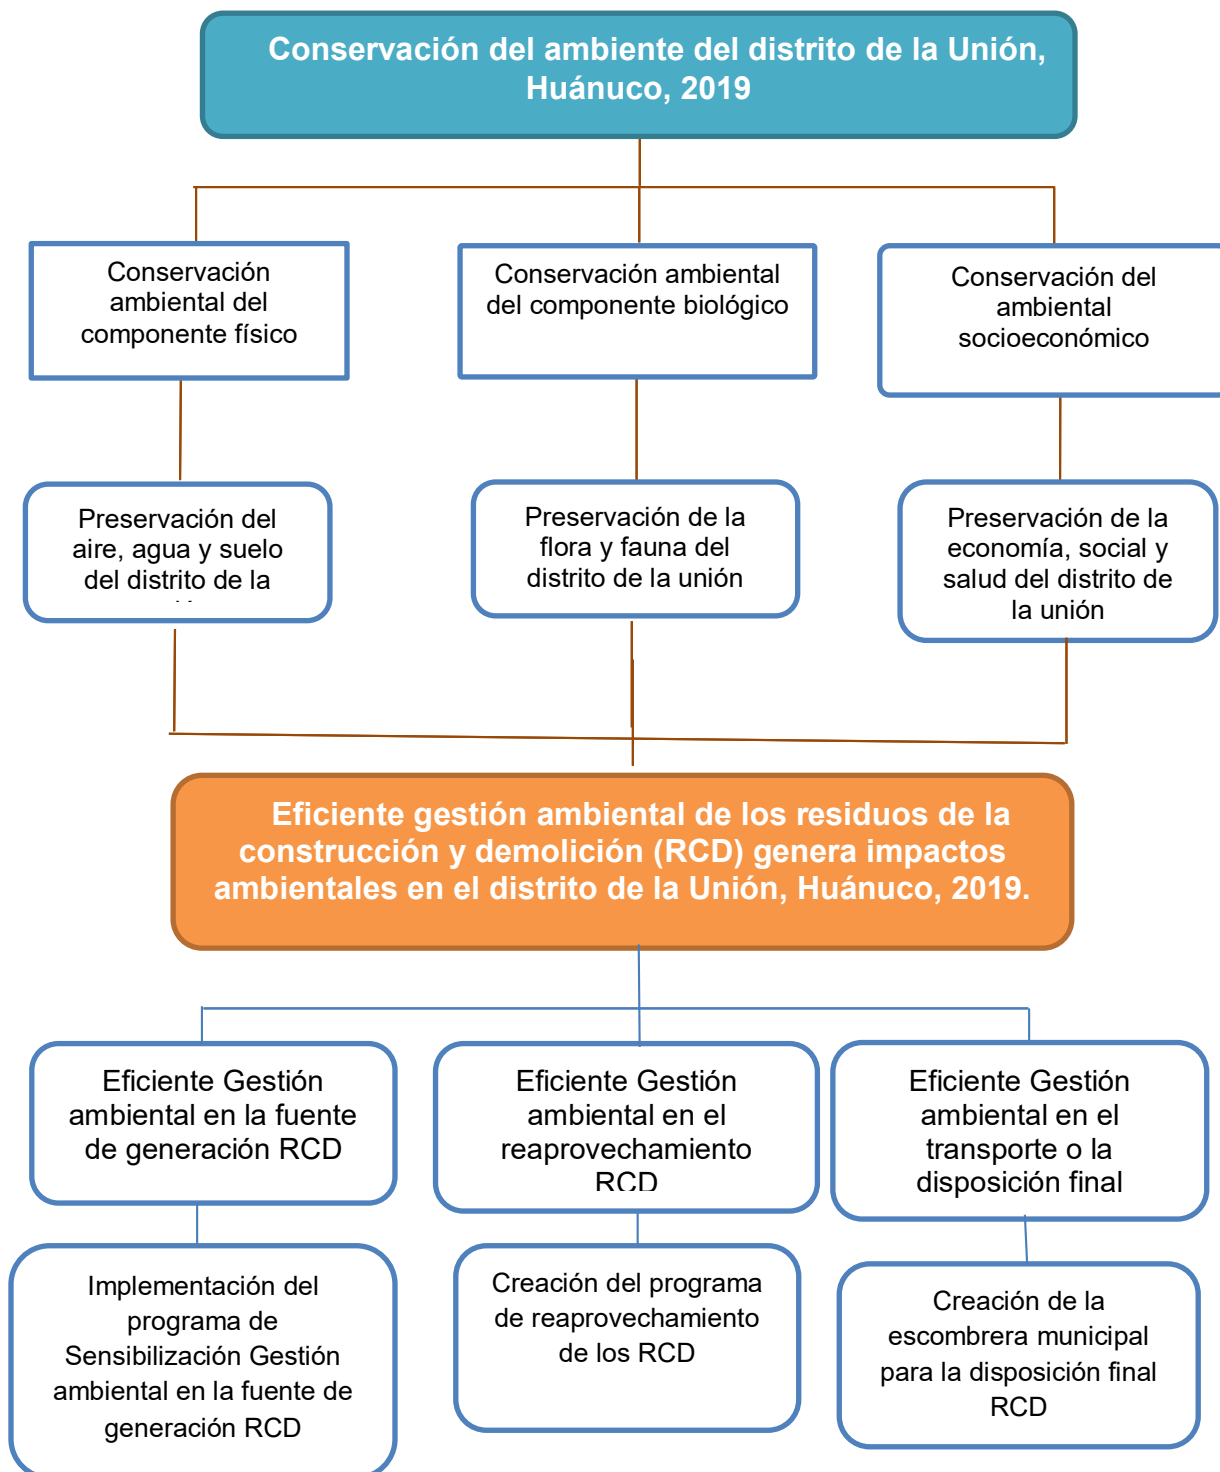 Conservación del ambiente del distrito de la Unión,
Huánuco, 2019
Conservación
ambiental del
componente físico
Conservación ambiental
del componente biológico
Conservación del
ambiental
socioeconómico
Preservación del
aire, agua y suelo
del distrito de la
Preservación de la
flora y fauna del
distrito de la unión
Preservación de la
economía, social y
salud del distrito de
la unión
Eficiente gestión ambiental de los residuos de la
construcción y demolición (RCD) genera impactos
ambientales en el distrito de la Unión, Huánuco, 2019.
Eficiente Gestión
ambiental en la fuente
de generación RCD
Eficiente Gestión
ambiental en el
reaprovechamiento
RCD
Eficiente Gestión
ambiental en el
transporte o la
disposición final
Implementación del
programa de
Sensibilización Gestión
ambiental en la fuente de
generación RCD
Creación del programa
de reaprovechamiento
de los RCD
Creación de la
escombrera municipal
para la disposición final
RCD